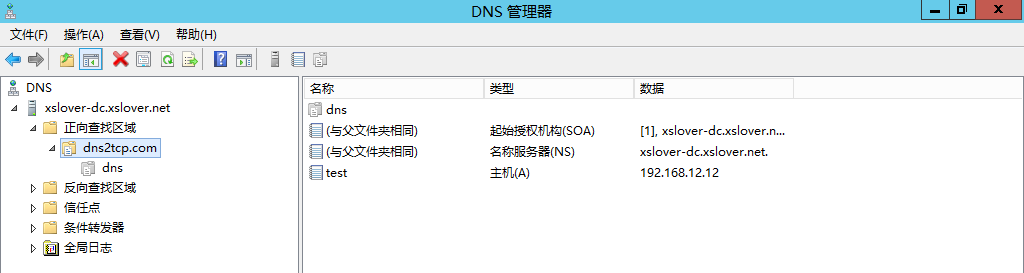 DNS 管理器
文件(F) 操作(A) 查看(V) 帮助(H)
DNS
xslover-dc.xslover.net
正向查找区域
dns2tcp.com
dns
反向查找区域
信任点
条件转发器
全局日志
名称 类型 数据
dns
(与父文件夹相同) 起始授权机构(SOA) [1], xslover-dc.xslover.n...
(与父文件夹相同) 名称服务器(NS) xslover-dc.xslover.net.
test 主机(A) 192.168.12.12